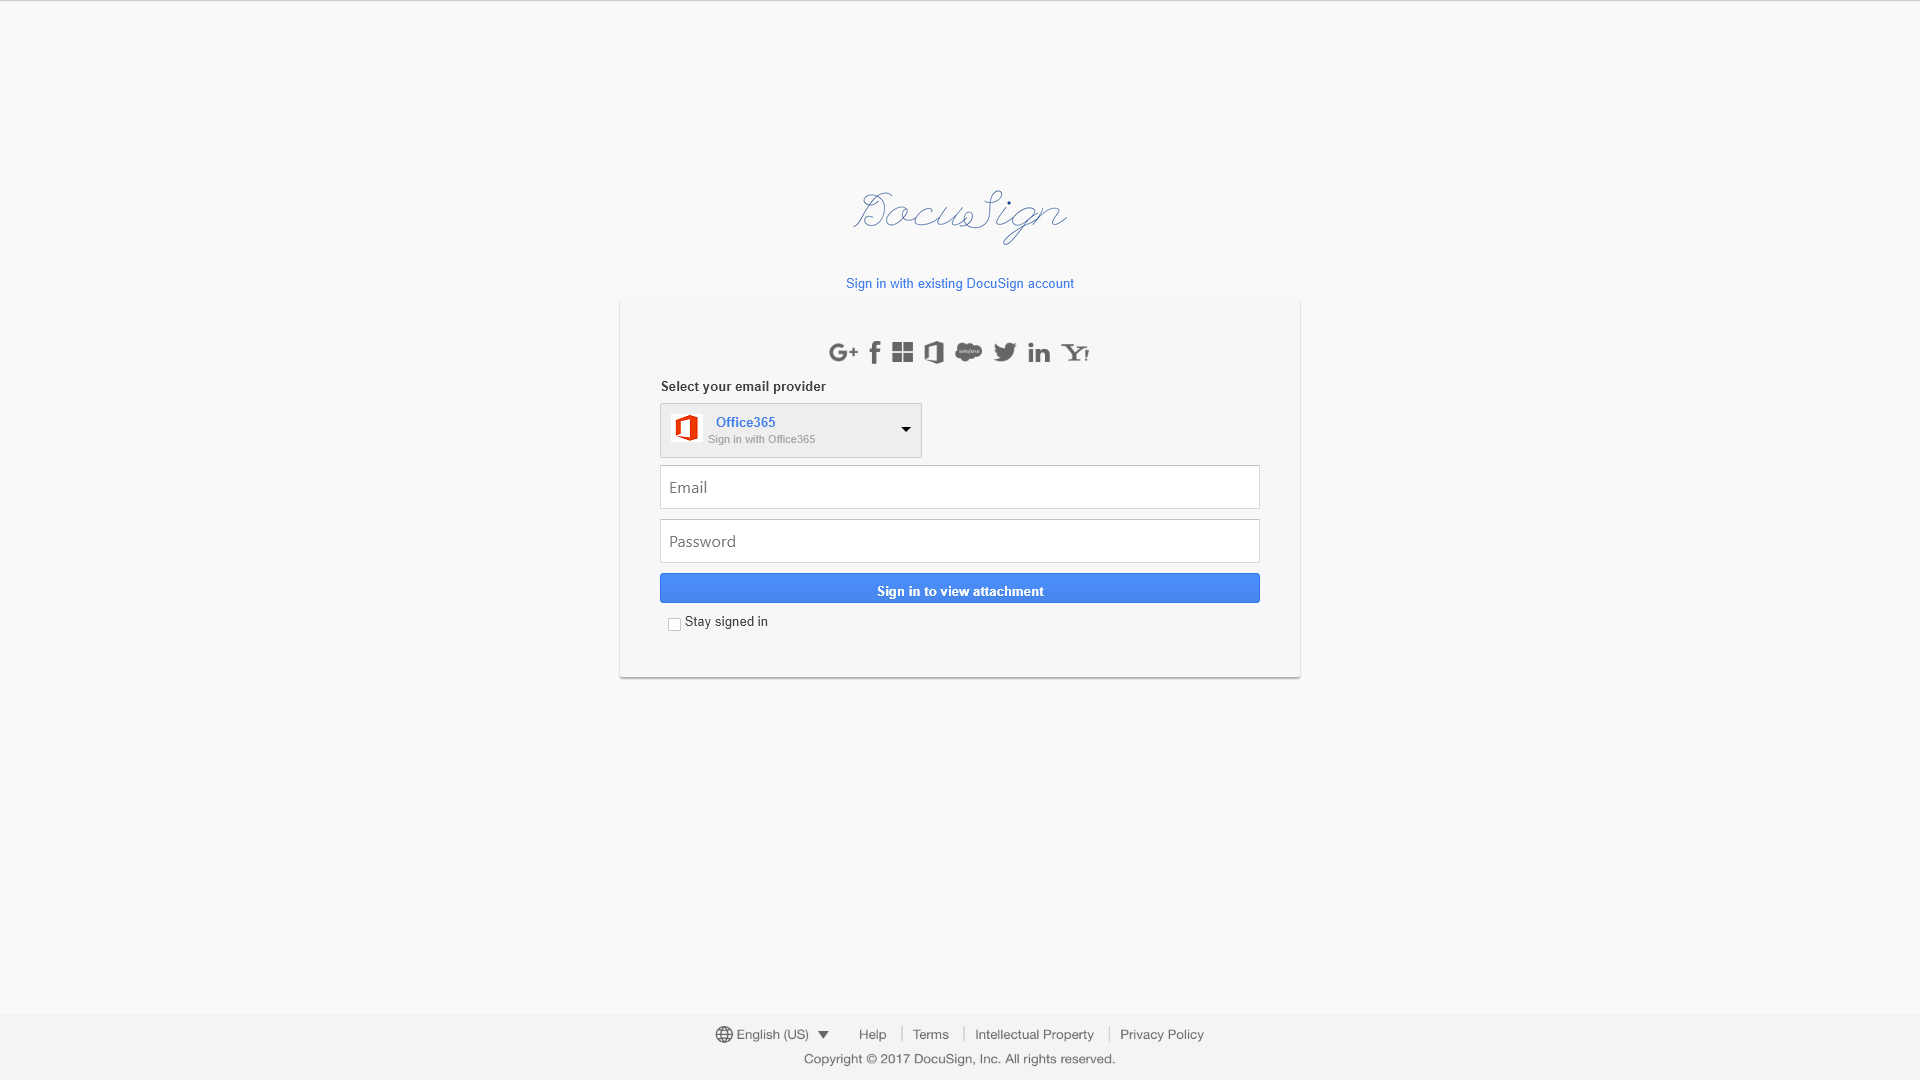 DocuSign
Sign in with existing DocuSign account
G+ f in Y!
Select your email provider
Office365
Sign in with Office365
Email
Password
Sign in to view attachment
Stay signed in
English (US) Help Terms Intellectual Property Privacy Policy
Copyright © 2017 DocuSign, Inc. All rights reserved.